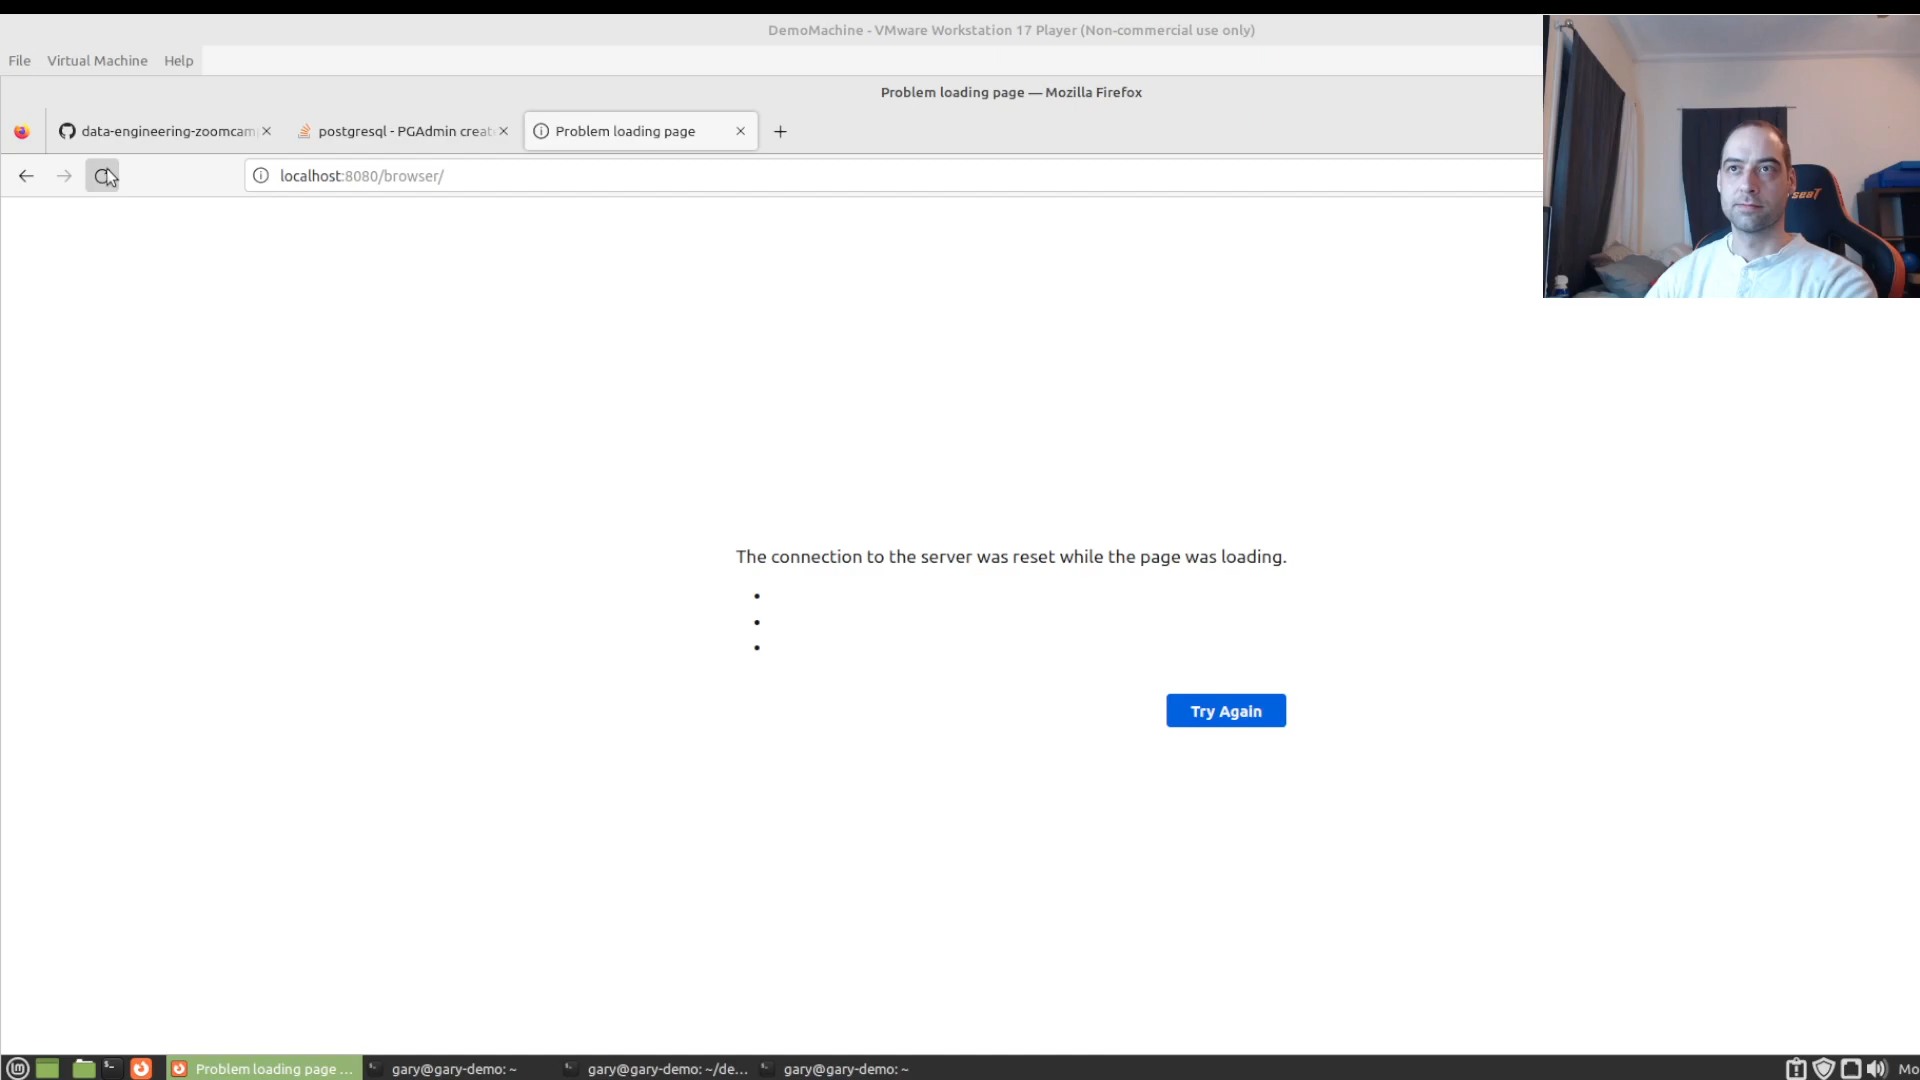 DemoMachine - VMware Workstation 17 Player (Non-commercial use only)
File Virtual Machine Help
Problem loading page — Mozilla Firefox
data-engineering-zoomcam
postgresql - PGAdmin creat
Problem loading page
localhost:8080/browser/
seaT
The connection to the server was reset while the page was loading.
Try Again
Problem loading page ...
gary@gary-demo: ~
gary@gary-demo: ~/de...
gary@gary-demo: ~
Mo